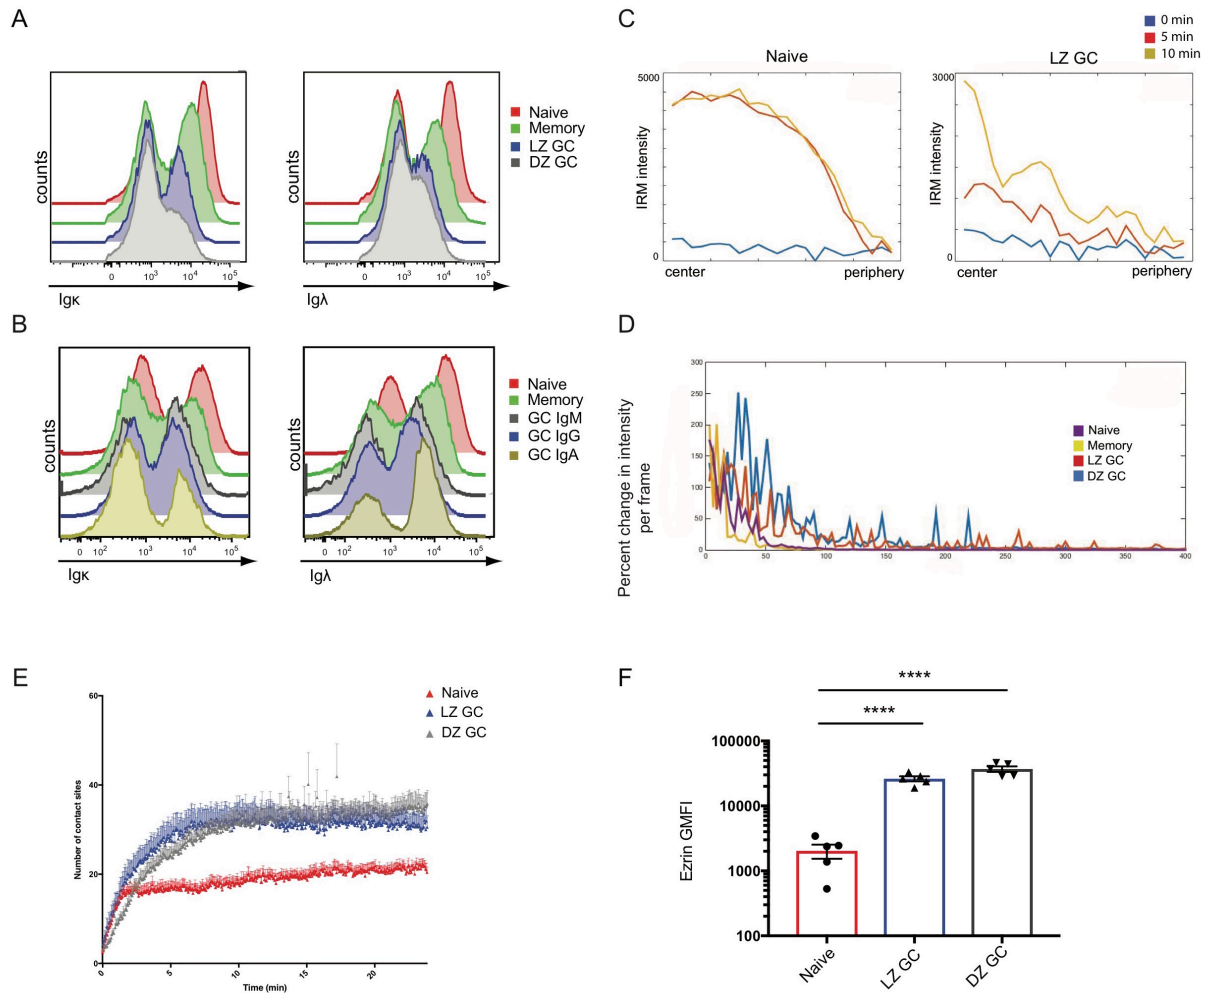 A
counts
0 10³ 10⁴ 10⁵
Igκ
counts
0 10³ 10⁴ 10⁵
Igλ
Naive
Memory
LZ GC
DZ GC
B
counts
0 10² 10³ 10⁴ 10⁵
Igκ
counts
0 10² 10³ 10⁴ 10⁵
Igλ
Naive
Memory
GC IgM
GC IgG
GC IgA
C
0 min
5 min
10 min
Naive
5000
IRM intensity
0
center periphery
LZ GC
3000
IRM intensity
0
center periphery
D
Percent change in intensity
per frame
300
250
200
150
100
50
0
0 50 100 150 200 250 300 350 400
Naive
Memory
LZ GC
DZ GC
E
Number of contact sites
60
40
20
0
0 5 10 15 20
Time (min)
Naive
LZ GC
DZ GC
F
****
****
Ezrin GMFI
100000
10000
1000
100
Naive
LZ GC
DZ GC